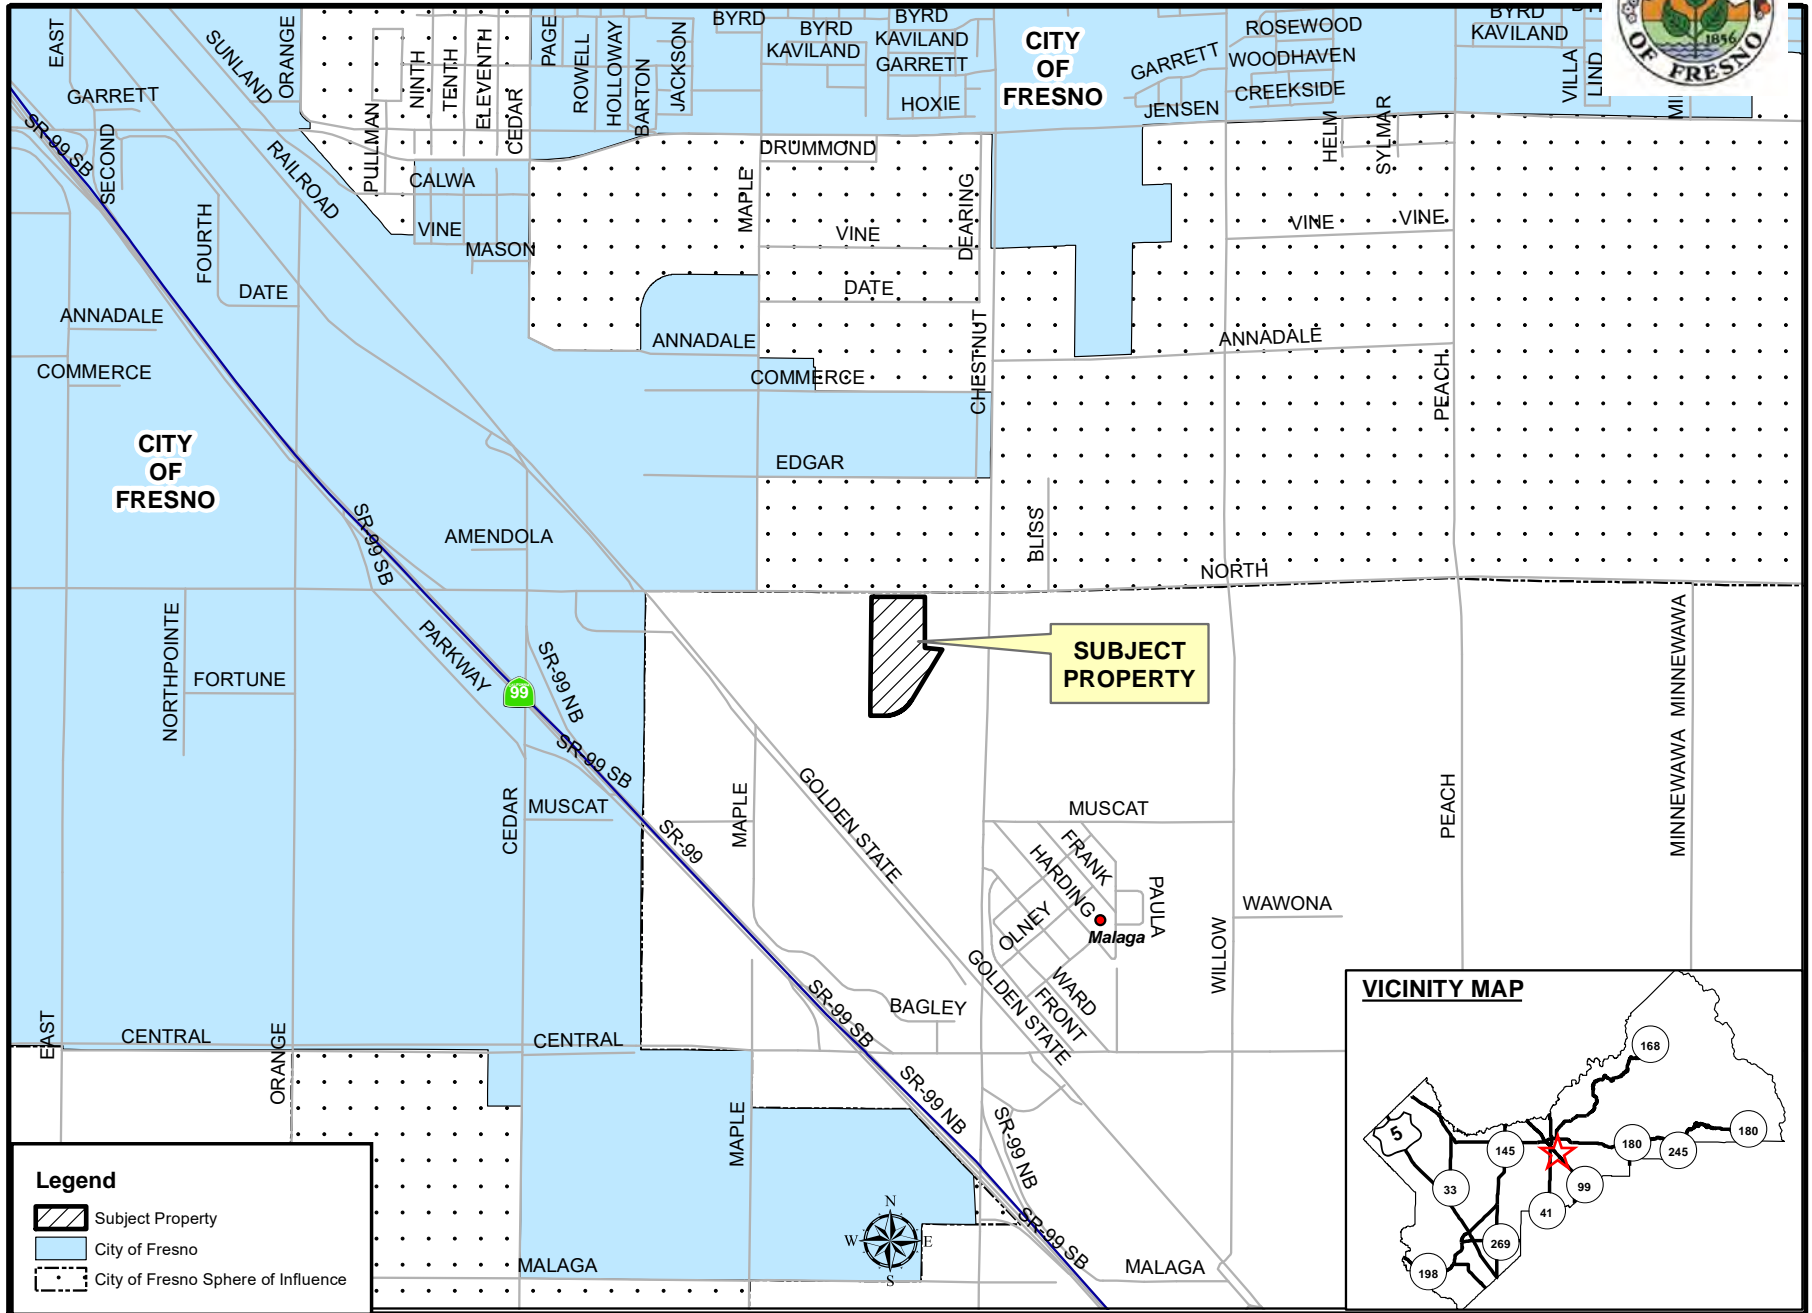 BYRD
BYRD
KAVILAND
BYRD
KAVILAND
GARRETT
HOXIE
CITY
OF
FRESNO
ROSEWOOD
GARRETT
WOODHAVEN
CREEKSIDE
JENSEN
BYRD
KAVILAND
VILLA
LIND
1856
OF FRESNO
EAST
SUNLAND
ORANGE
GARRETT
SR-99 SB
SECOND
RAILROAD
PULLMAN
NINTH
TENTH
ELEVENTH
CEDAR
PAGE
ROWELL
HOLLOWAY
BARTON
JACKSON
CALWA
VINE
MASON
FOURTH
DATE
ANNADALE
COMMERCE
DRUMMOND
MAPLE
VINE
DEARING
DATE
ANNADALE
COMMERCE
CHESTNUT
EDGAR
HELM
SYLMAR
VINE
VINE
ANNADALE
PEACH
CITY
OF
FRESNO
SR-99 SB
AMENDOLA
BLISS
NORTH
NORTHPOINTE
FORTUNE
PARKWAY
99
SR-99 NB
SR-99 SB
SUBJECT
PROPERTY
MINNEWAWA
MINNEWAWA
CEDAR
MUSCAT
SR-99
MAPLE
GOLDEN STATE
MUSCAT
PEACH
FRANK
HARDING
PAULA
OLNEY
Malaga
WAWONA
WILLOW
WARD
FRONT
GOLDEN STATE
BAGLEY
SR-99 SB
EAST
CENTRAL
ORANGE
CENTRAL
SR-99 NB
SR-99 NB
MAPLE
SR-99 SB
MALAGA
MALAGA
N
W
E
S
Legend
Subject Property
City of Fresno
City of Fresno Sphere of Influence
VICINITY MAP
168
5
145
180
245
180
33
99
41
269
198